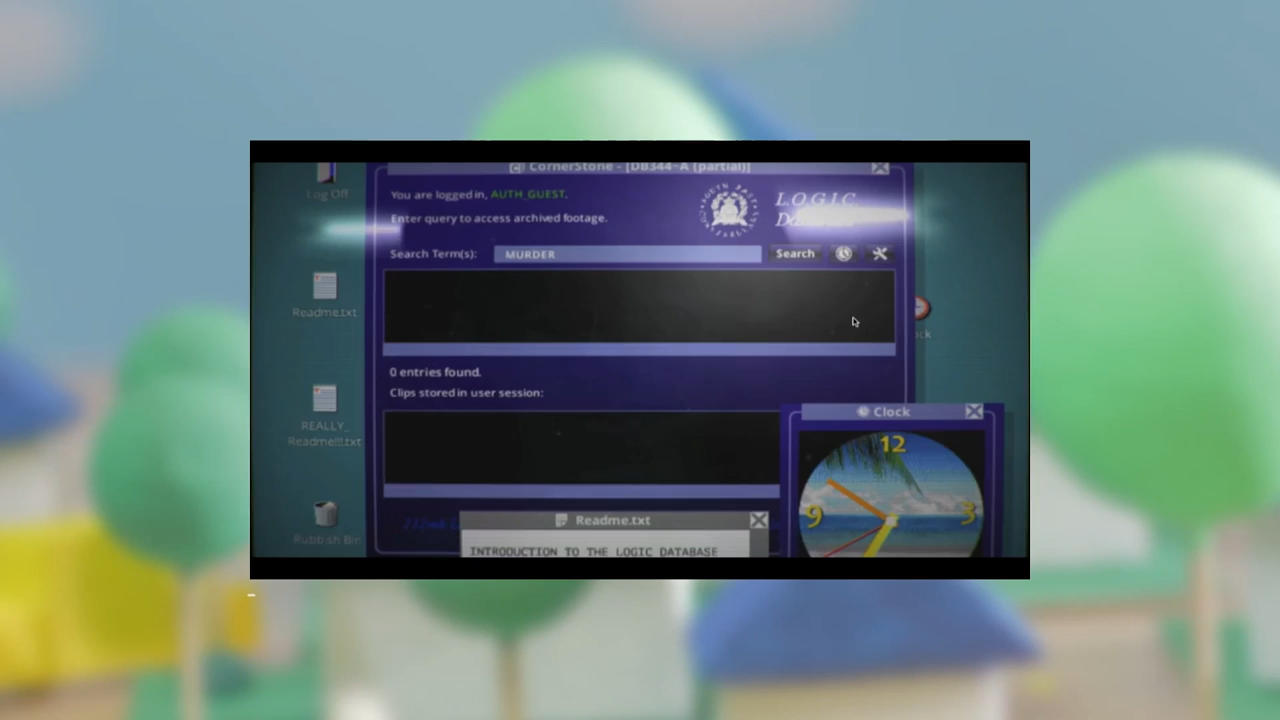 CornerStone - [DB344~A (partial)]
Log Off
You are logged in, AUTH_GUEST.
Enter query to access archived footage.
LOGIC
Search Term(s): MURDER Search
Readme.txt
0 entries found.
Clips stored in user session:
REALLY_
Readme!!!.txt
Clock
12
9 3
Rubbish Bin
Readme.txt
INTRODUCTION TO THE LOGIC DATABASE